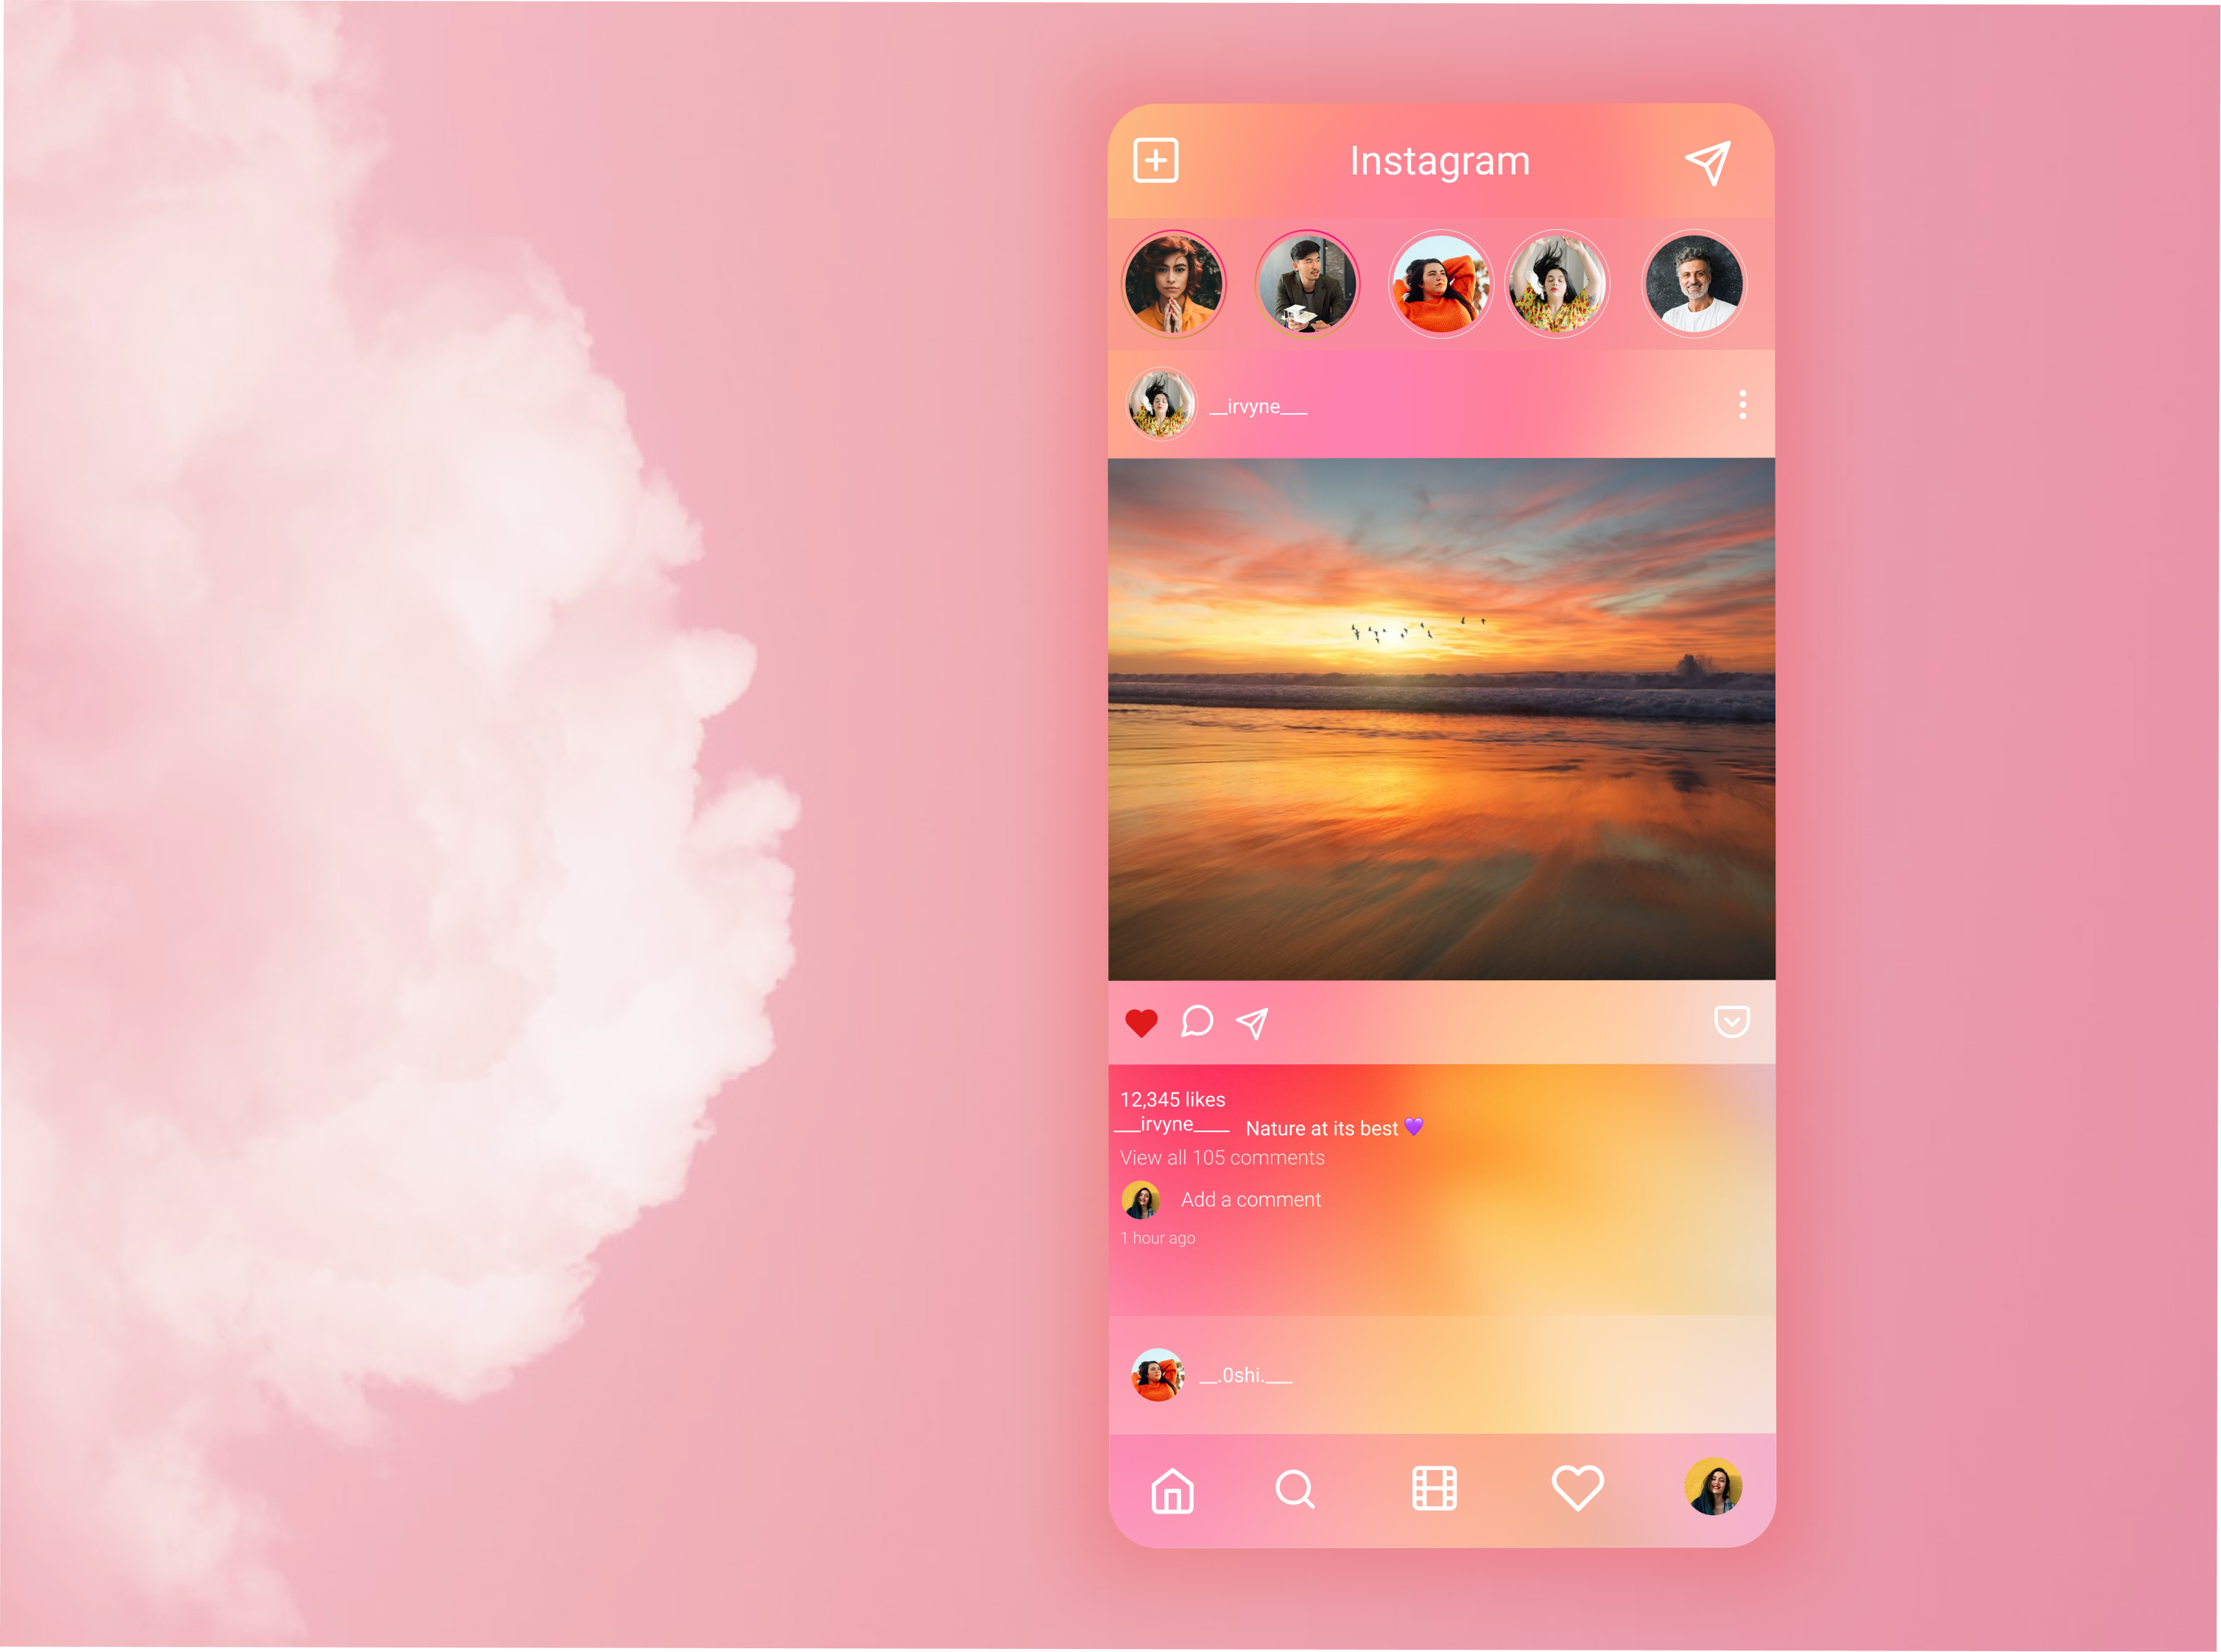 Instagram
__irvyne___
12,345 likes
___irvyne____ Nature at its best 💜
View all 105 comments
Add a comment
1 hour ago
__.0shi.___